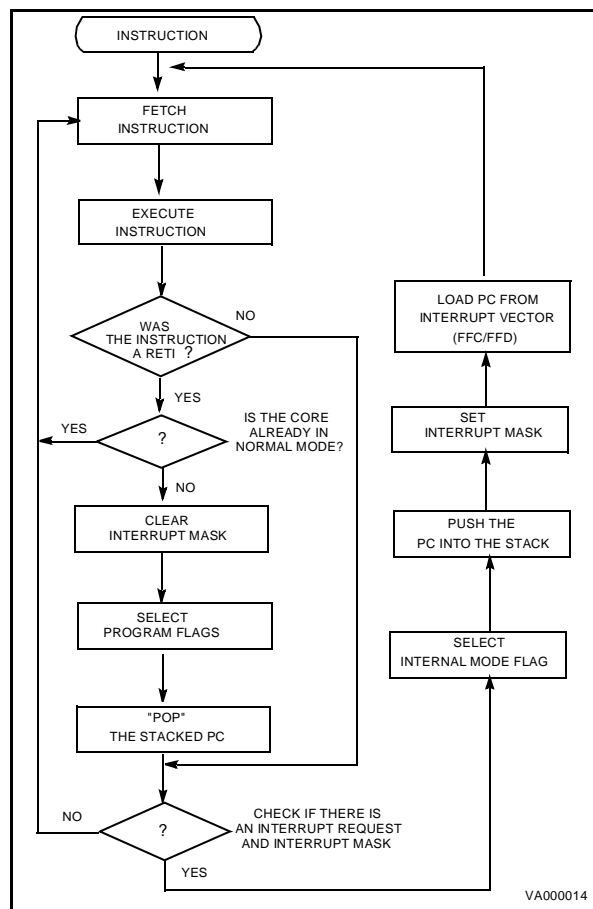 INSTRUCTION
FETCH
INSTRUCTION
EXECUTE
INSTRUCTION
WAS
THE INSTRUCTION
A RETI ?
NO
YES
?
IS THE CORE
ALREADY IN
NORMAL MODE?
YES
NO
CLEAR
INTERRUPT MASK
SELECT
PROGRAM FLAGS
"POP"
THE STACKED PC
?
CHECK IF THERE IS
AN INTERRUPT REQUEST
AND INTERRUPT MASK
NO
YES
LOAD PC FROM
INTERRUPT VECTOR
(FFC/FFD)
SET
INTERRUPT MASK
PUSH THE
PC INTO THE STACK
SELECT
INTERNAL MODE FLAG
VA000014